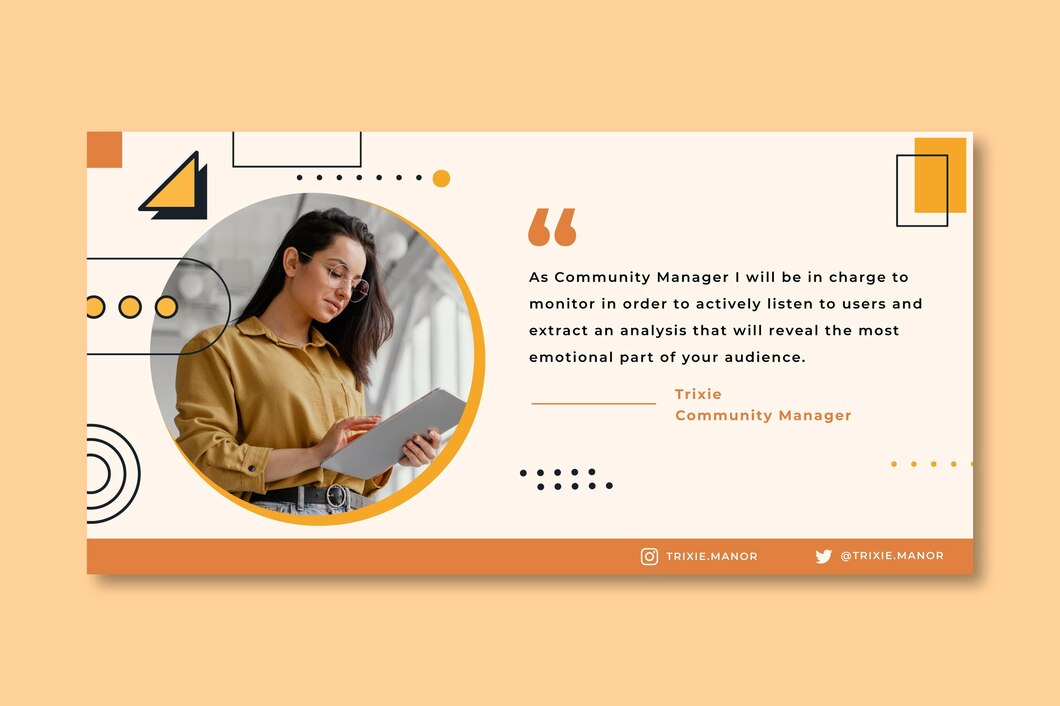 “
As Community Manager I will be in charge to
monitor in order to actively listen to users and
extract an analysis that will reveal the most
emotional part of your audience.
Trixie
Community Manager
TRIXIE.MANOR
@TRIXIE.MANOR